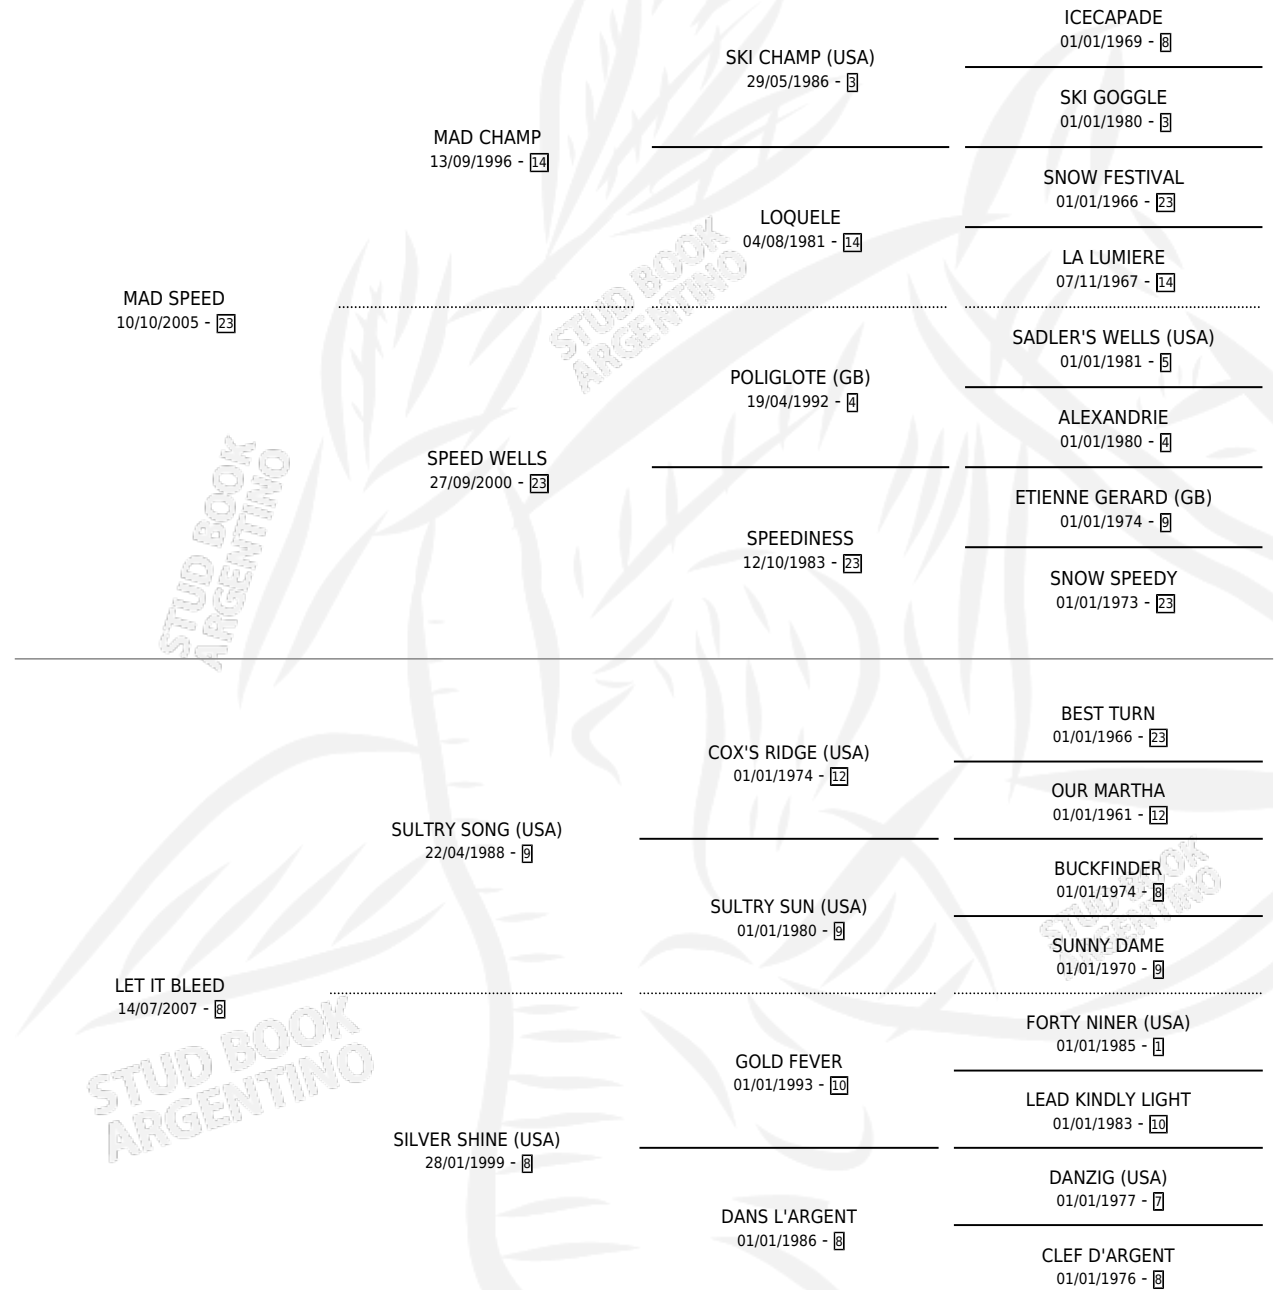 ICECAPADE
01/01/1969 - 8
SKI CHAMP (USA)
29/05/1986 - 3
SKI GOGGLE
01/01/1980 - 3
MAD CHAMP
13/09/1996 - 14
SNOW FESTIVAL
01/01/1966 - 23
LOQUELE
04/08/1981 - 14
LA LUMIERE
07/11/1967 - 14
MAD SPEED
10/10/2005 - 23
SADLER'S WELLS (USA)
01/01/1981 - 5
POLIGLOTE (GB)
19/04/1992 - 4
ALEXANDRIE
01/01/1980 - 4
SPEED WELLS
27/09/2000 - 23
ETIENNE GERARD (GB)
01/01/1974 - 9
SPEEDINESS
12/10/1983 - 23
SNOW SPEEDY
01/01/1973 - 23
BEST TURN
01/01/1966 - 23
COX'S RIDGE (USA)
01/01/1974 - 12
OUR MARTHA
01/01/1961 - 12
SULTRY SONG (USA)
22/04/1988 - 9
BUCKFINDER
01/01/1974 - 8
SULTRY SUN (USA)
01/01/1980 - 9
SUNNY DAME
01/01/1970 - 9
LET IT BLEED
14/07/2007 - 8
FORTY NINER (USA)
01/01/1985 - 1
GOLD FEVER
01/01/1993 - 10
LEAD KINDLY LIGHT
01/01/1983 - 10
SILVER SHINE (USA)
28/01/1999 - 8
DANZIG (USA)
01/01/1977 - 7
DANS L'ARGENT
01/01/1986 - 8
CLEF D'ARGENT
01/01/1976 - 8
STUD BOOK
ARGENTINO
STUD BOOK
ARGENTINO
STUD BOOK
ARGENTINO
STUD BOOK
ARGENTINO